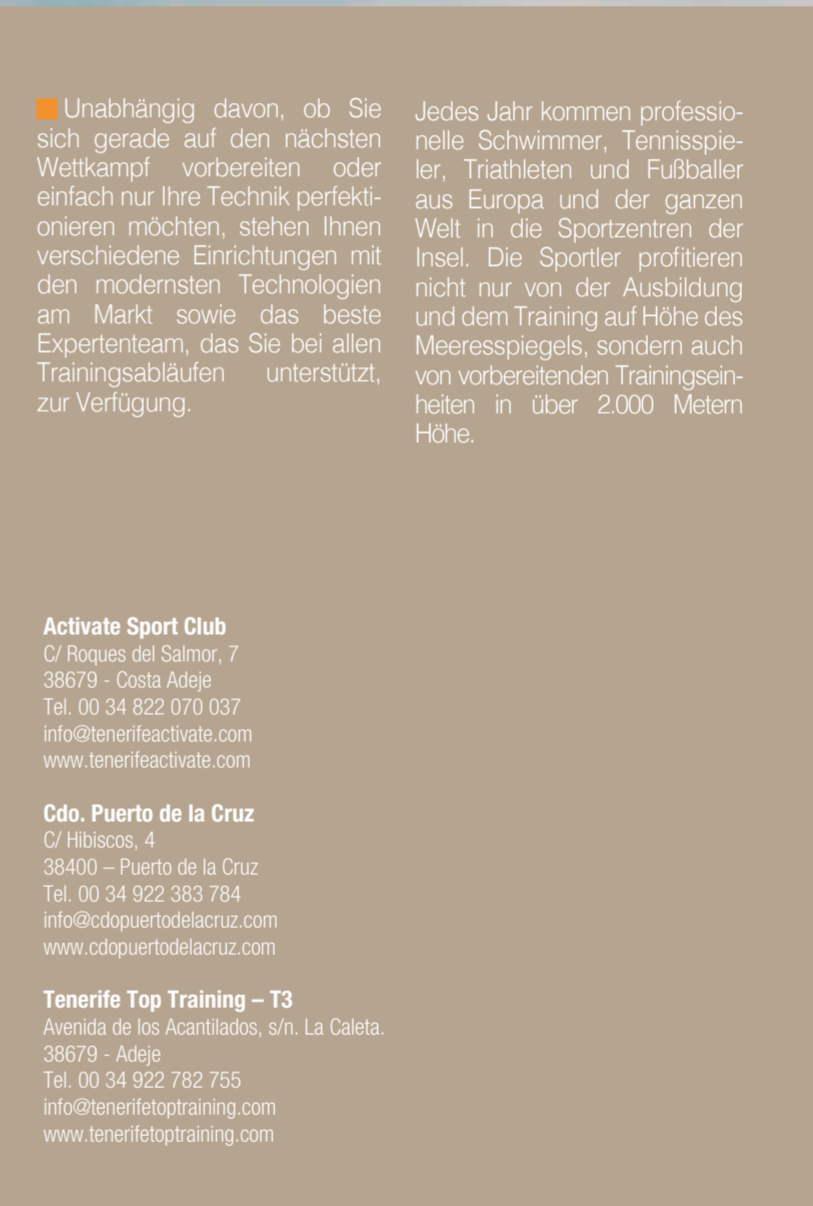 Unabhängig davon, ob Sie
sich gerade auf den nächsten
Wettkampf vorbereiten oder
einfach nur Ihre Technik perfekti-
onieren möchten, stehen Ihnen
verschiedene Einrichtungen mit
den modernsten Technologien
am Markt sowie das beste
Expertenteam, das Sie bei allen
Trainingsabläufen unterstützt,
zur Verfügung.
Jedes Jahr kommen professio-
nelle Schwimmer, Tennisspie-
ler, Triathleten und Fußballer
aus Europa und der ganzen
Welt in die Sportzentren der
Insel. Die Sportler profitieren
nicht nur von der Ausbildung
und dem Training auf Höhe des
Meeresspiegels, sondern auch
von vorbereitenden Trainingsein-
heiten in über 2.000 Metern
Höhe.
Activate Sport Club
C/ Roques del Salmor, 7
38679 - Costa Adeje
Tel. 00 34 822 070 037
info@tenerifeactivate.com
www.tenerifeactivate.com
Cdo. Puerto de la Cruz
C/ Hibiscos, 4
38400 – Puerto de la Cruz
Tel. 00 34 922 383 784
info@cdopuertodelacruz.com
www.cdopuertodelacruz.com
Tenerife Top Training – T3
Avenida de los Acantilados, s/n. La Caleta.
38679 - Adeje
Tel. 00 34 922 782 755
info@tenerifetoptraining.com
www.tenerifetoptraining.com